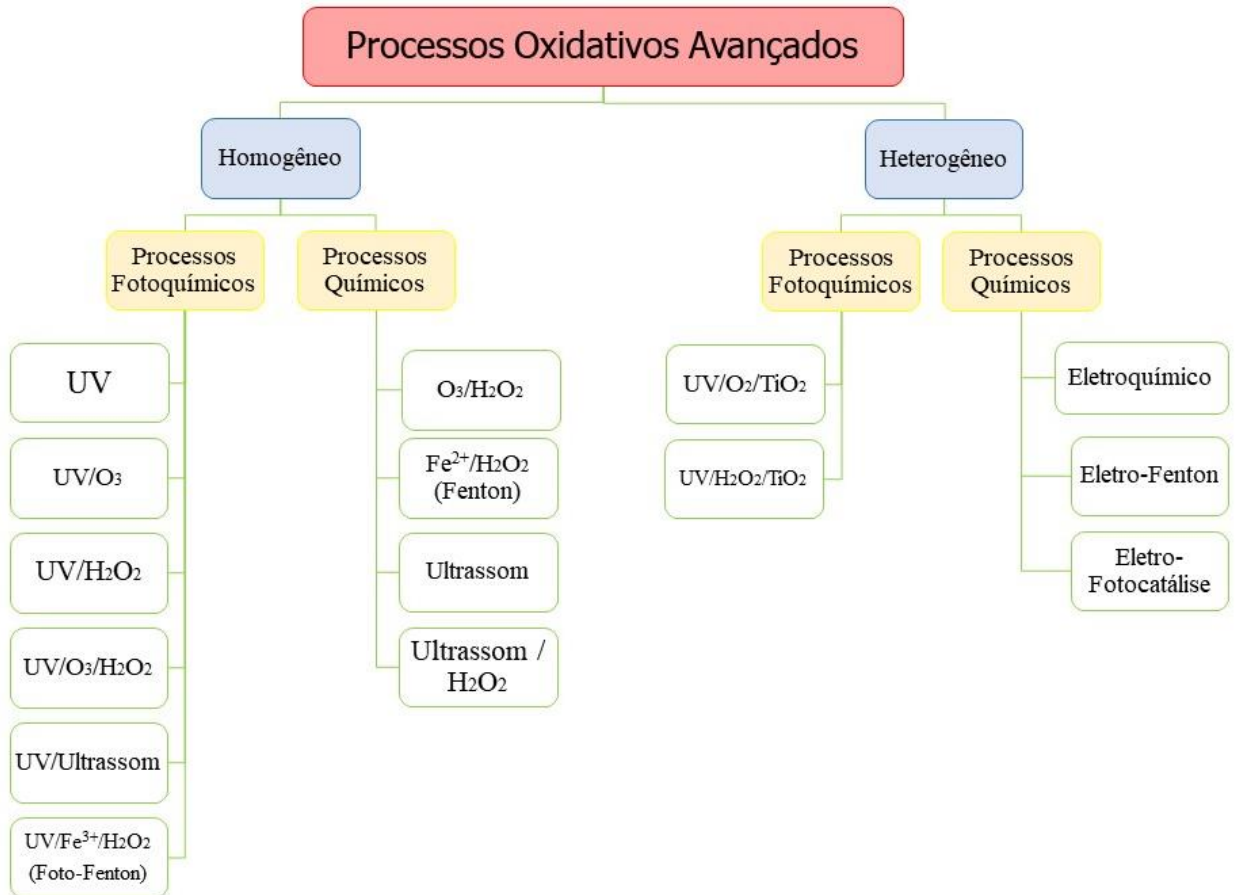 Processos Oxidativos Avançados
Homogêneo
Heterogêneo
Processos
Fotoquímicos
Processos
Químicos
Processos
Fotoquímicos
Processos
Químicos
UV
UV/O₃
UV/H₂O₂
UV/O₃/H₂O₂
UV/Ultrassom
UV/Fe³⁺/H₂O₂
(Foto-Fenton)
O₃/H₂O₂
Fe²⁺/H₂O₂
(Fenton)
Ultrassom
Ultrassom /
H₂O₂
UV/O₂/TiO₂
UV/H₂O₂/TiO₂
Eletroquímico
Eletro-Fenton
Eletro-
Fotocatálise